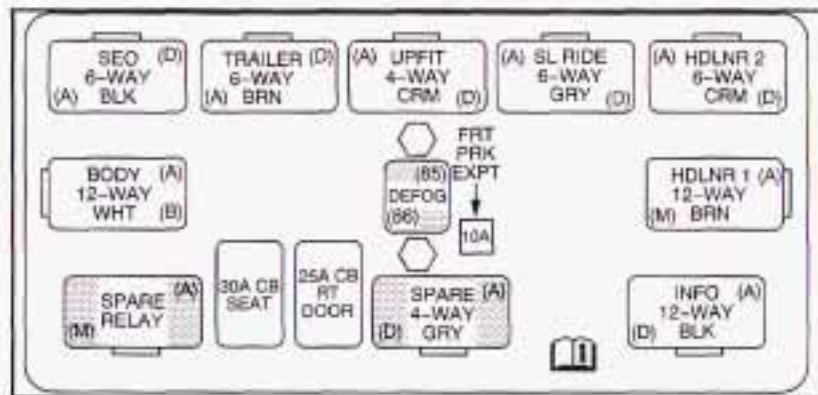 SEO (D)
6-WAY
(A) BLK
TRAILER (D)
6-WAY
(A) BRN
(A) UPFIT
4-WAY
CRM (D)
(A) SL RIDE
6-WAY
GRY (D)
(A) HDLNR 2
6-WAY
CRM (D)
BODY (A)
12-WAY
WHT (B)
(85)
DEFOG
(86)
FRT
PRK
EXPT
10A
HDLNR 1 (A)
12-WAY
(M) BRN
SPARE (A)
(M) RELAY
30A CB
SEAT
25A CB
RT
DOOR
SPARE (A)
4-WAY
(D) GRY
INFO (A)
12-WAY
(D) BLK